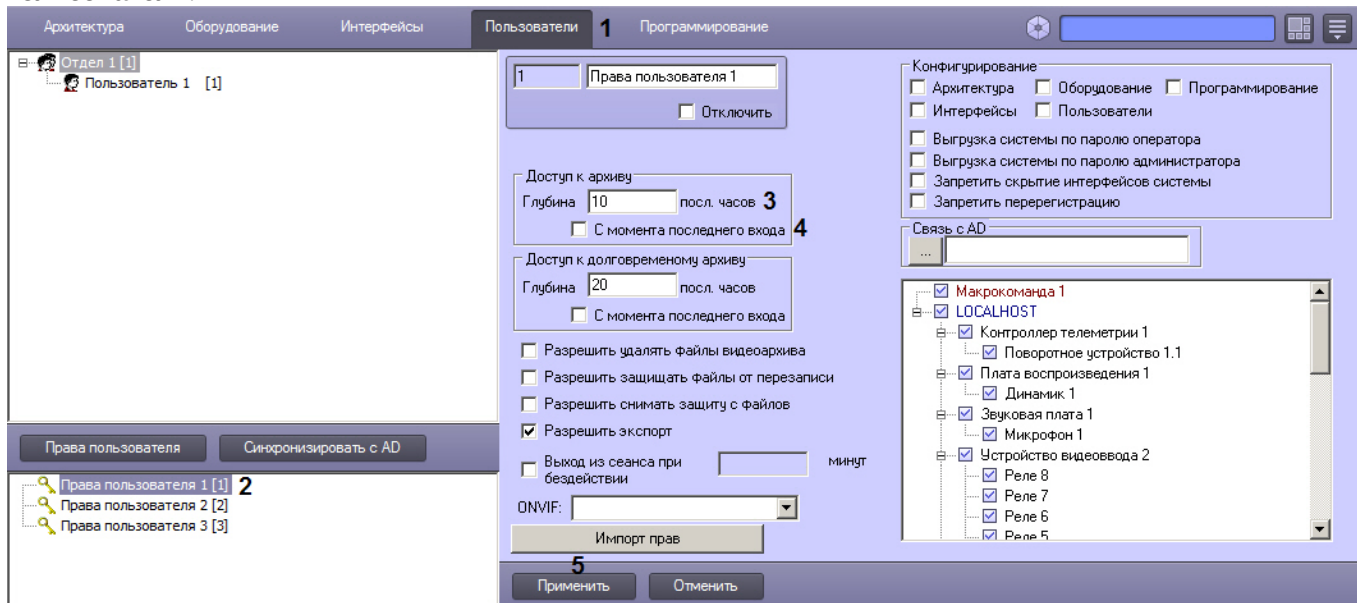 Архитектура Оборудование Интерфейсы Пользователи 1 Программирование
Отдел 1 [1]
Пользователь 1 [1]
Права пользователя Синхронизировать с AD
Права пользователя 1 [1] 2
Права пользователя 2 [2]
Права пользователя 3 [3]
1 Права пользователя 1
Отключить
Доступ к архиву
Глубина 10 посл. часов 3
С момента последнего входа 4
Доступ к долговременому архиву
Глубина 20 посл. часов
С момента последнего входа
Разрешить удалять файлы видеоархива
Разрешить защищать файлы от перезаписи
Разрешить снимать защиту с файлов
Разрешить экспорт
Выход из сеанса при минут
бездействии
ONVIF:
Импорт прав
5
Применить Отменить
Конфигурирование
Архитектура Оборудование Программирование
Интерфейсы Пользователи
Выгрузка системы по паролю оператора
Выгрузка системы по паролю администратора
Запретить скрытие интерфейсов системы
Запретить перерегистрацию
Связь с AD
...
Макрокоманда 1
LOCALHOST
Контроллер телеметрии 1
Поворотное устройство 1.1
Плата воспроизведения 1
Динамик 1
Звуковая плата 1
Микрофон 1
Устройство видеоввода 2
Реле 8
Реле 7
Реле 6
Реле 5